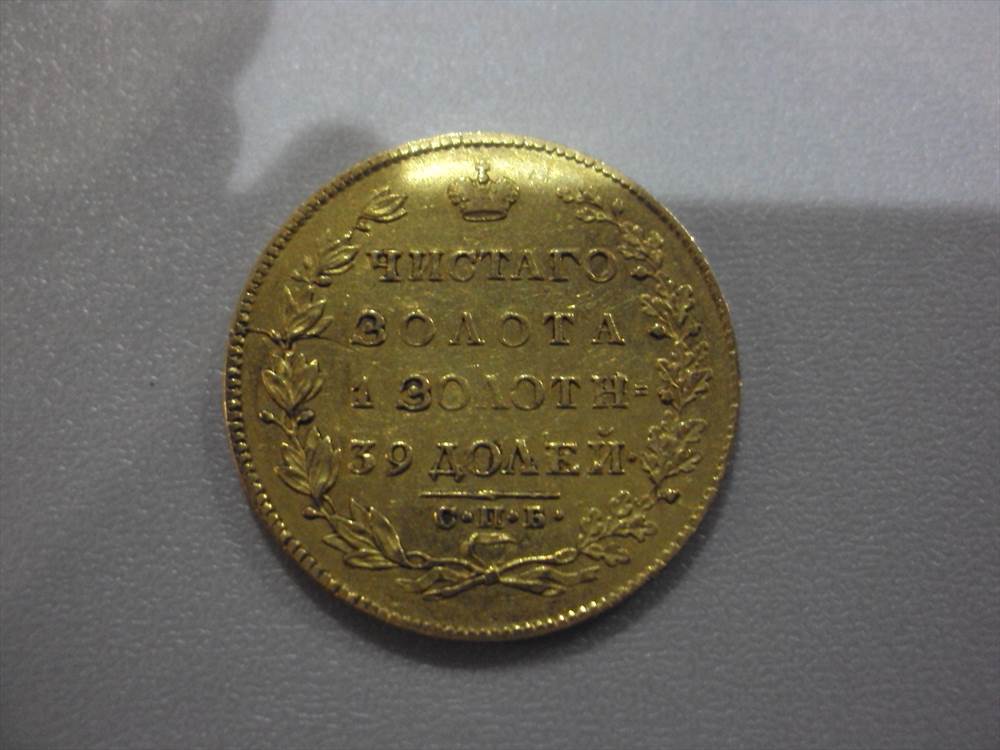 ЧИСТАГО
ЗОЛОТА
1 ЗОЛОТН=
39 ДОЛЕЙ·
С·П·Б·